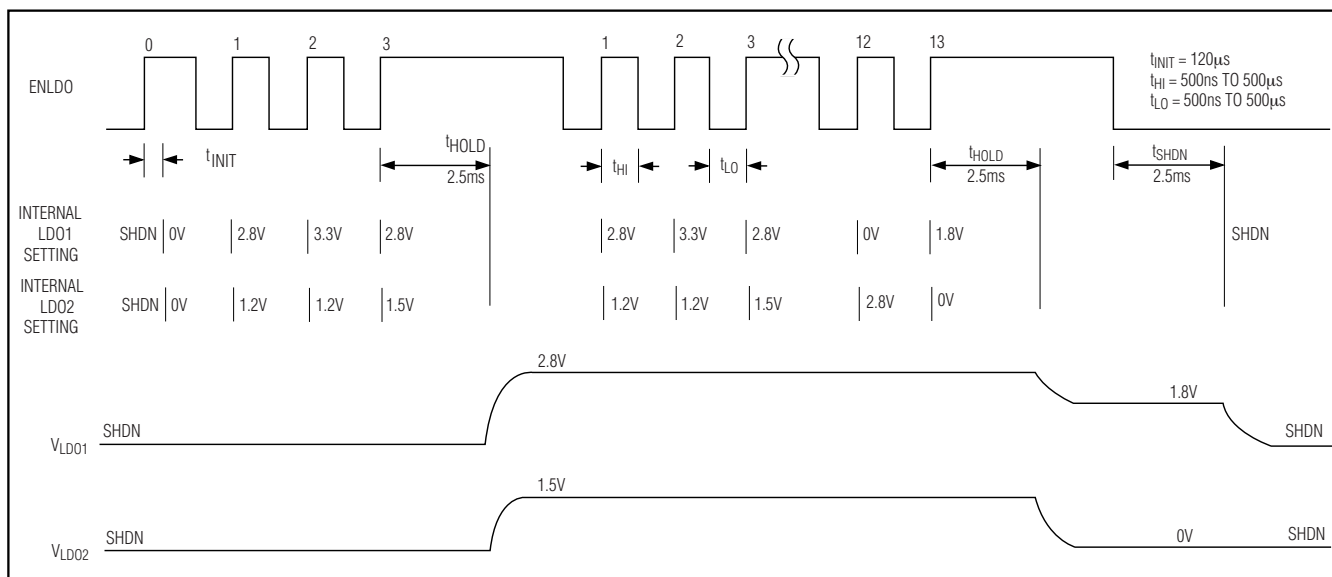 0 1 2 3 1 2 3 12 13
ENLDO
tINIT = 120μs
tHI = 500ns TO 500μs
tLO = 500ns TO 500μs
tINIT
tHOLD
2.5ms
tHI
tLO
tHOLD
2.5ms
tSHDN
2.5ms
INTERNAL
LDO1
SETTING
SHDN 0V 2.8V 3.3V 2.8V 2.8V 3.3V 2.8V 0V 1.8V SHDN
INTERNAL
LDO2
SETTING
SHDN 0V 1.2V 1.2V 1.5V 1.2V 1.2V 1.5V 2.8V 0V
2.8V
1.8V
VLDO1 SHDN SHDN
1.5V
VLDO2 SHDN 0V SHDN